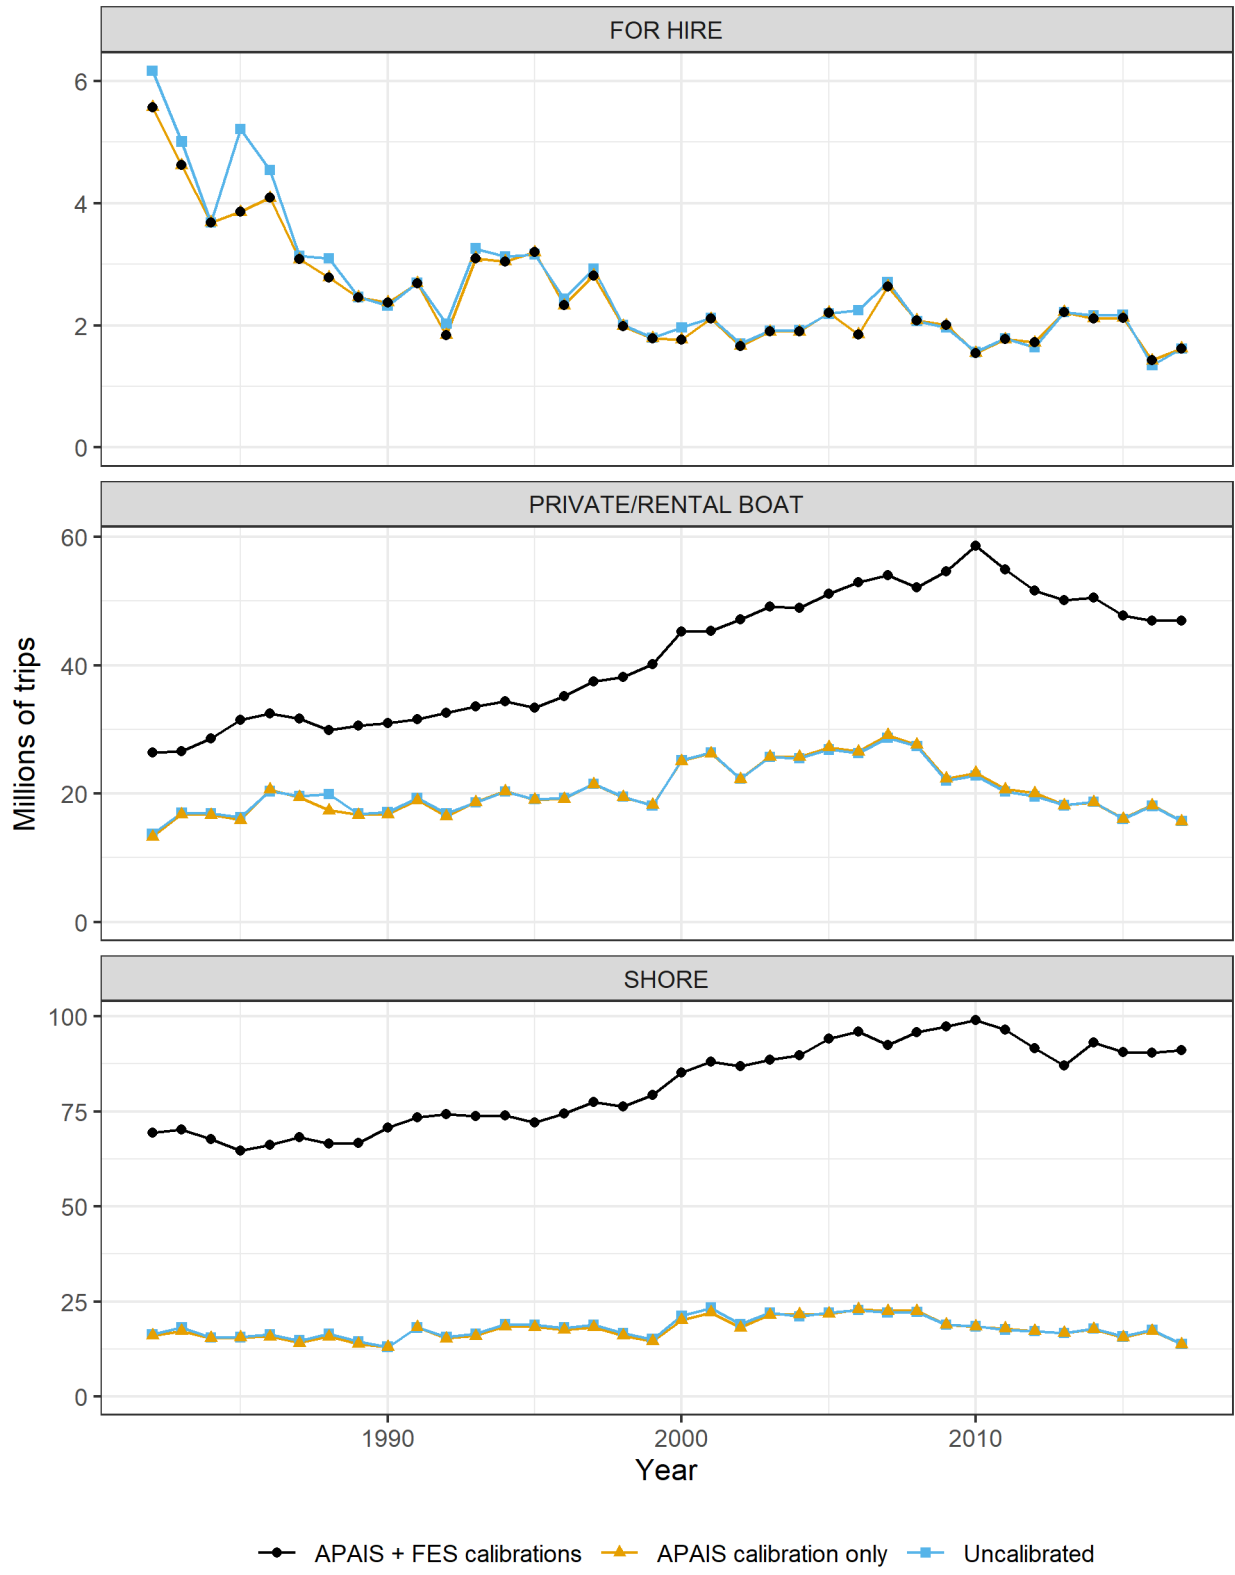 FOR HIRE
6
4
2
0
PRIVATE/RENTAL BOAT
60
40
20
0
Millions of trips
SHORE
100
75
50
25
0
1990 2000 2010
Year
APAIS + FES calibrations APAIS calibration only Uncalibrated